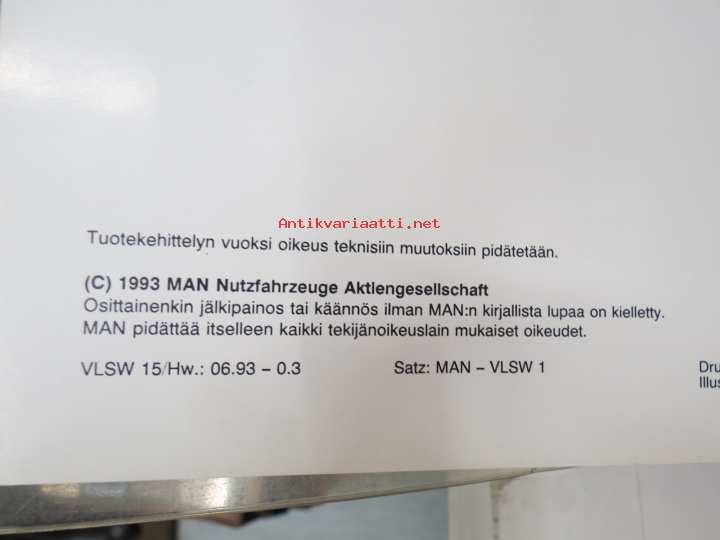 Antikvariaatti.net
Tuotekehittelyn vuoksi oikeus teknisiin muutoksiin pidätetään.
(C) 1993 MAN Nutzfahrzeuge Aktiengesellschaft
Osittainenkin jälkipainos tai käännös ilman MAN:n kirjallista lupaa on kielletty.
MAN pidättää itselleen kaikki tekijänoikeuslain mukaiset oikeudet.
VLSW 15/Hw.: 06.93 – 0.3 Satz: MAN – VLSW 1